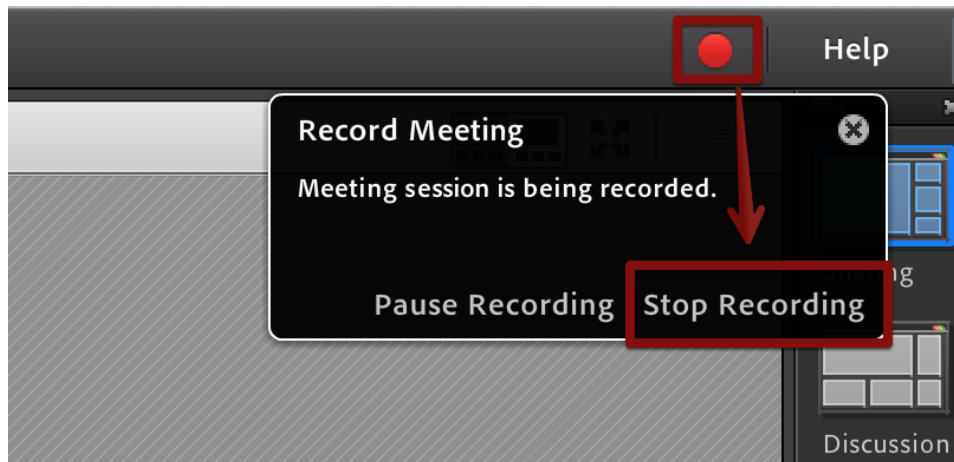 Help
Record Meeting
Meeting session is being recorded.
Pause Recording Stop Recording
Discussion